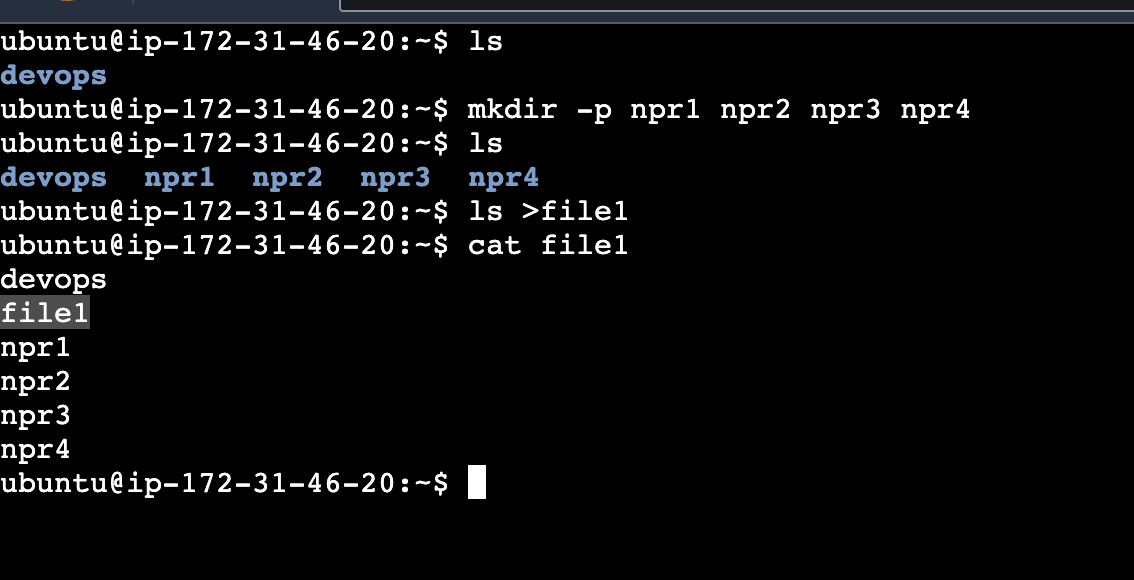 ubuntu@ip-172-31-46-20:~$ ls
devops
ubuntu@ip-172-31-46-20:~$ mkdir -p npr1 npr2 npr3 npr4
ubuntu@ip-172-31-46-20:~$ ls
devops  npr1  npr2  npr3  npr4
ubuntu@ip-172-31-46-20:~$ ls >file1
ubuntu@ip-172-31-46-20:~$ cat file1
devops
file1
npr1
npr2
npr3
npr4
ubuntu@ip-172-31-46-20:~$